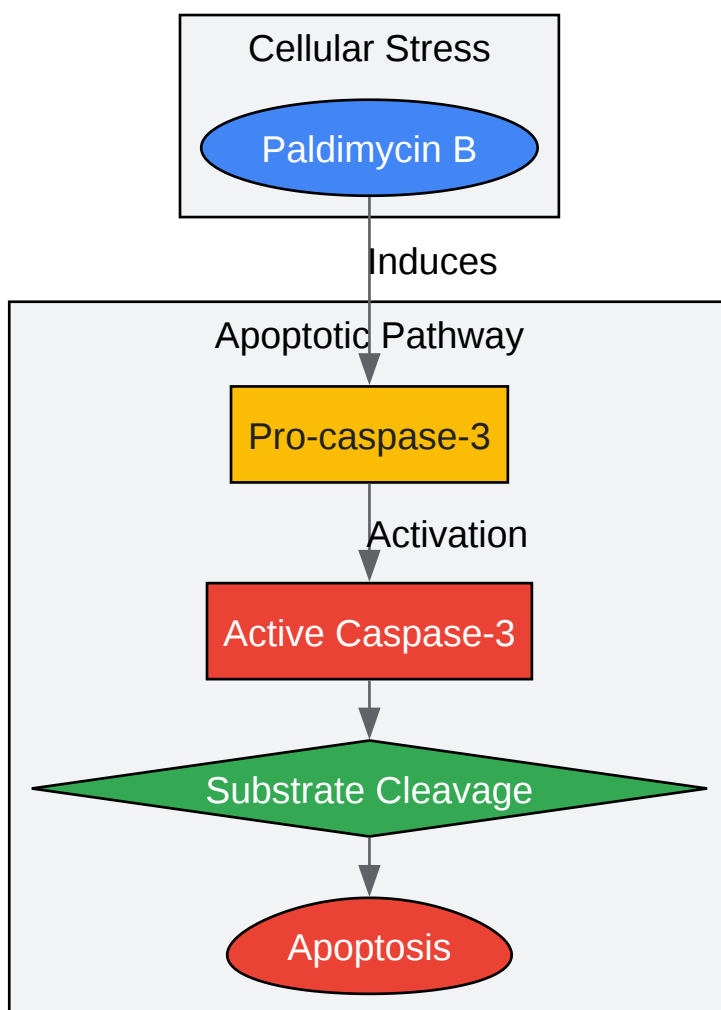 Cellular Stress
Paldimycin B
Induces
Apoptotic Pathway
Pro-caspase-3
Activation
Active Caspase-3
Substrate Cleavage
Apoptosis